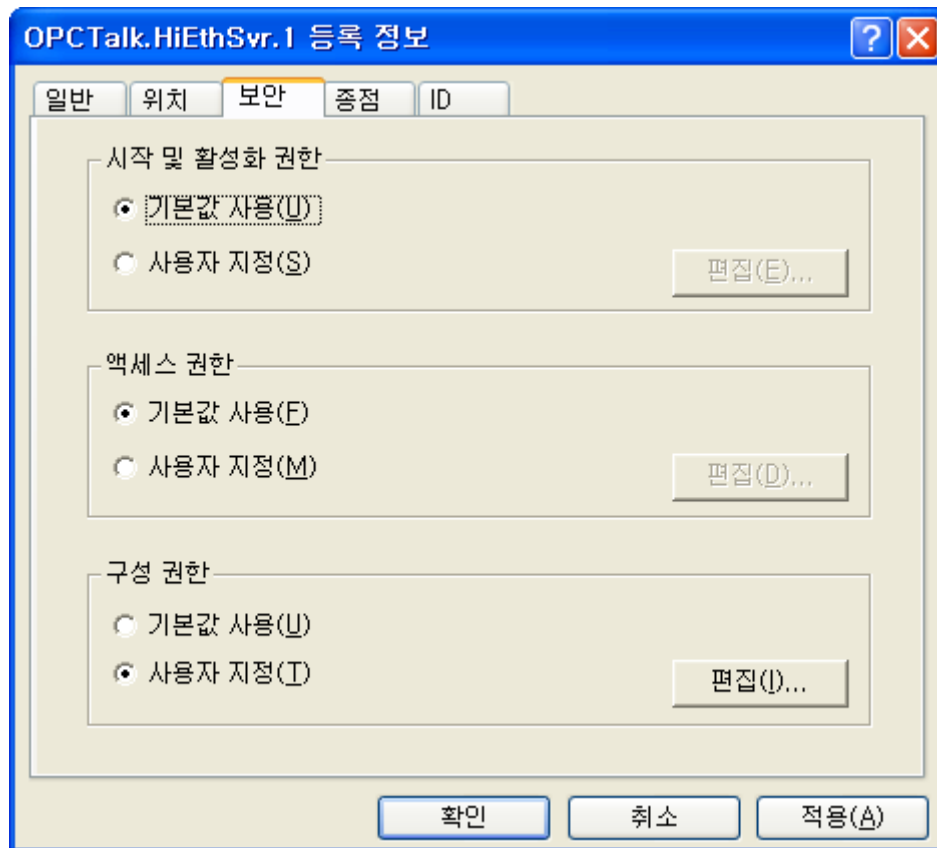 OPCTalk.HiEthSvr.1 등록 정보
일반 위치 보안 종점 ID
시작 및 활성화 권한
기본값 사용(U)
사용자 지정(S)
편집(E)...
액세스 권한
기본값 사용(F)
사용자 지정(M)
편집(D)...
구성 권한
기본값 사용(U)
사용자 지정(T)
편집(I)...
확인 취소 적용(A)